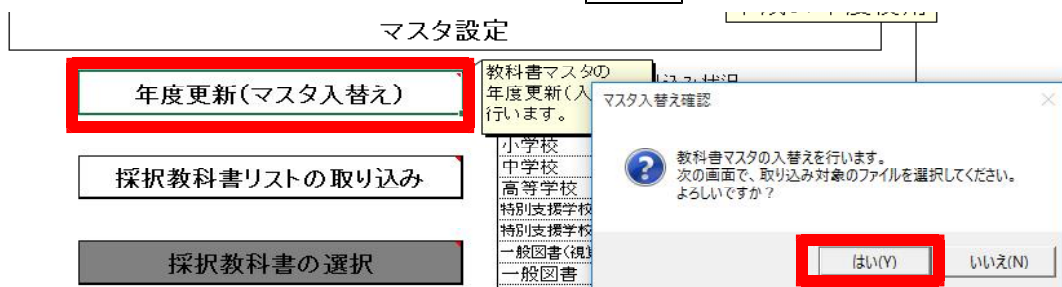 マスタ設定
年度更新(マスタ入替え)
教科書マスタの
年度更新(入
行います。
マスタ入替え確認
教科書マスタの入替えを行います。
次の画面で、取り込み対象のファイルを選択してください。
よろしいですか？
小学校
中学校
高等学校
特別支援学校
特別支援学校
一般図書(視
一般図書
採択教科書リストの取り込み
採択教科書の選択
はい(Y)
いいえ(N)